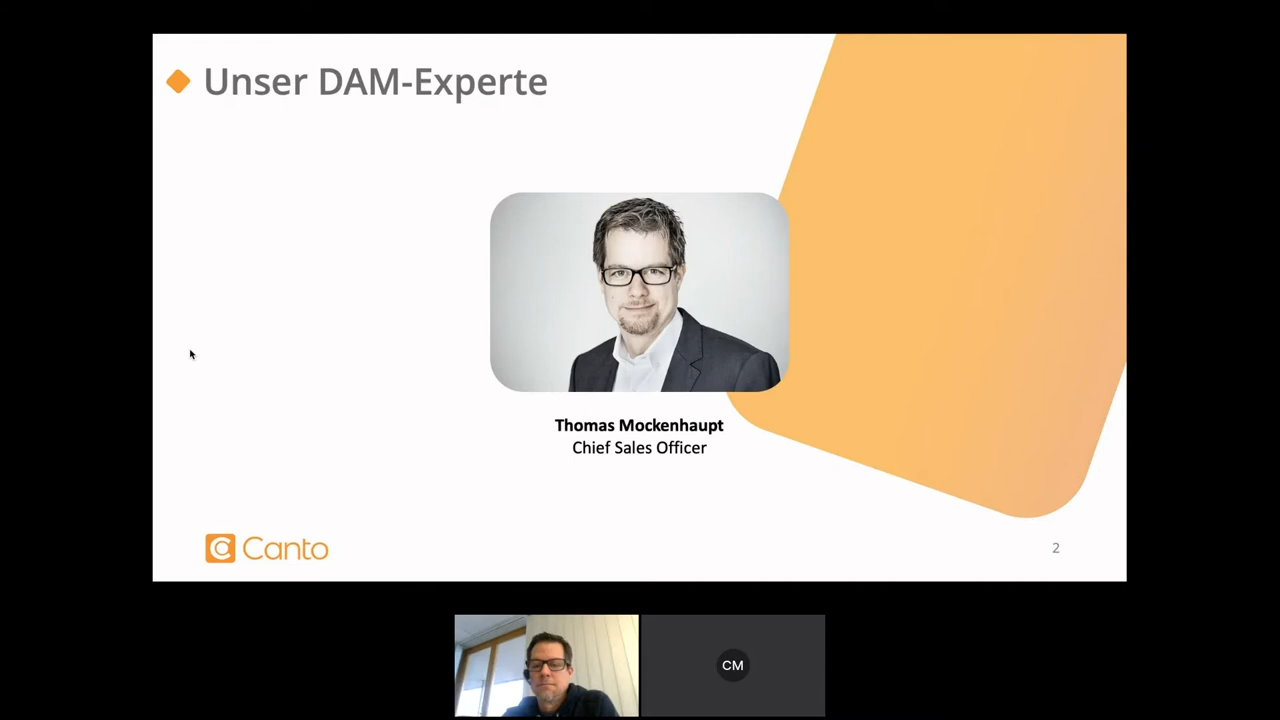 Unser DAM-Experte
Thomas Mockenhaupt
Chief Sales Officer
Canto
2
CM